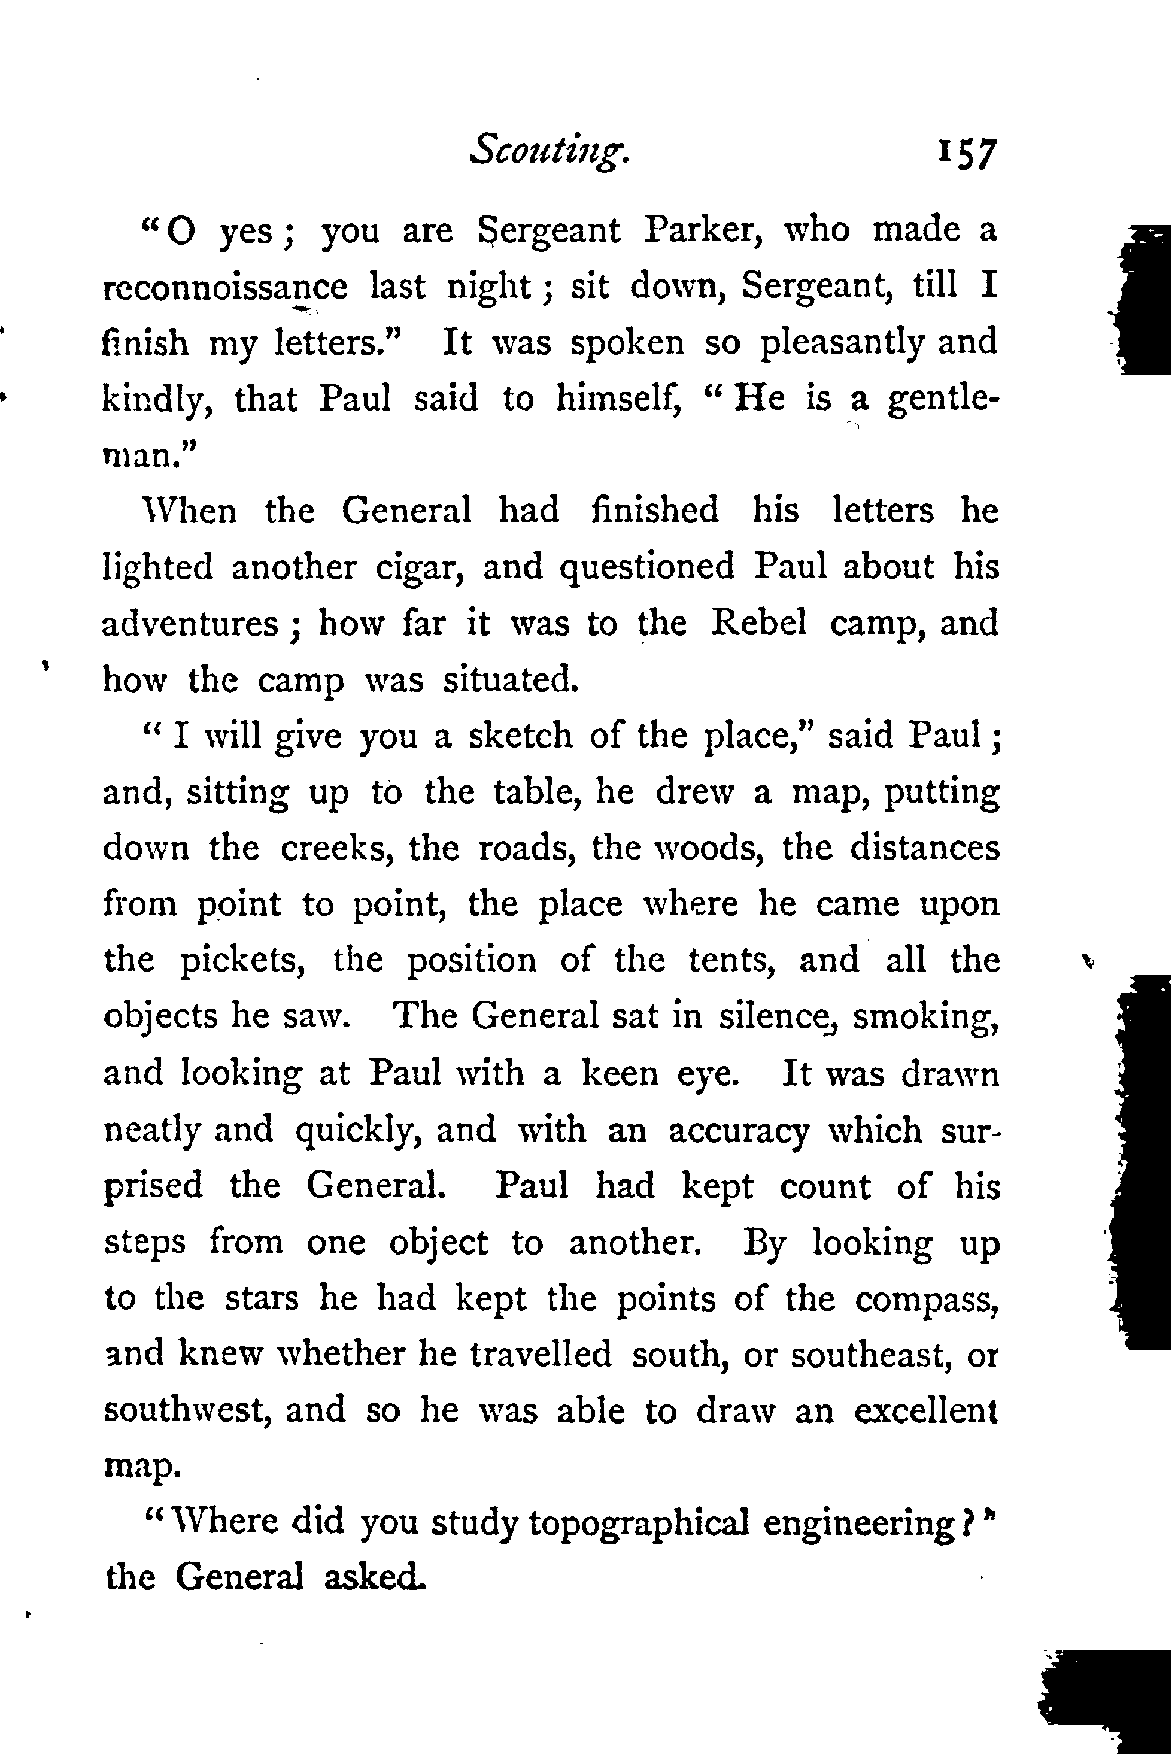 Scouting. 157
“ O yes ; you are Sergeant Parker, who made a
reconnoissance last night ; sit down, Sergeant, till I
finish my letters.” It was spoken so pleasantly and
kindly, that Paul said to himself, “ He is a gentle-
man.”
When the General had finished his letters he
lighted another cigar, and questioned Paul about his
adventures ; how far it was to the Rebel camp, and
how the camp was situated.
“ I will give you a sketch of the place,” said Paul ;
and, sitting up to the table, he drew a map, putting
down the creeks, the roads, the woods, the distances
from point to point, the place where he came upon
the pickets, the position of the tents, and all the
objects he saw. The General sat in silence, smoking,
and looking at Paul with a keen eye. It was drawn
neatly and quickly, and with an accuracy which sur-
prised the General. Paul had kept count of his
steps from one object to another. By looking up
to the stars he had kept the points of the compass,
and knew whether he travelled south, or southeast, or
southwest, and so he was able to draw an excellent
map.
“ Where did you study topographical engineering ? ”
the General asked.